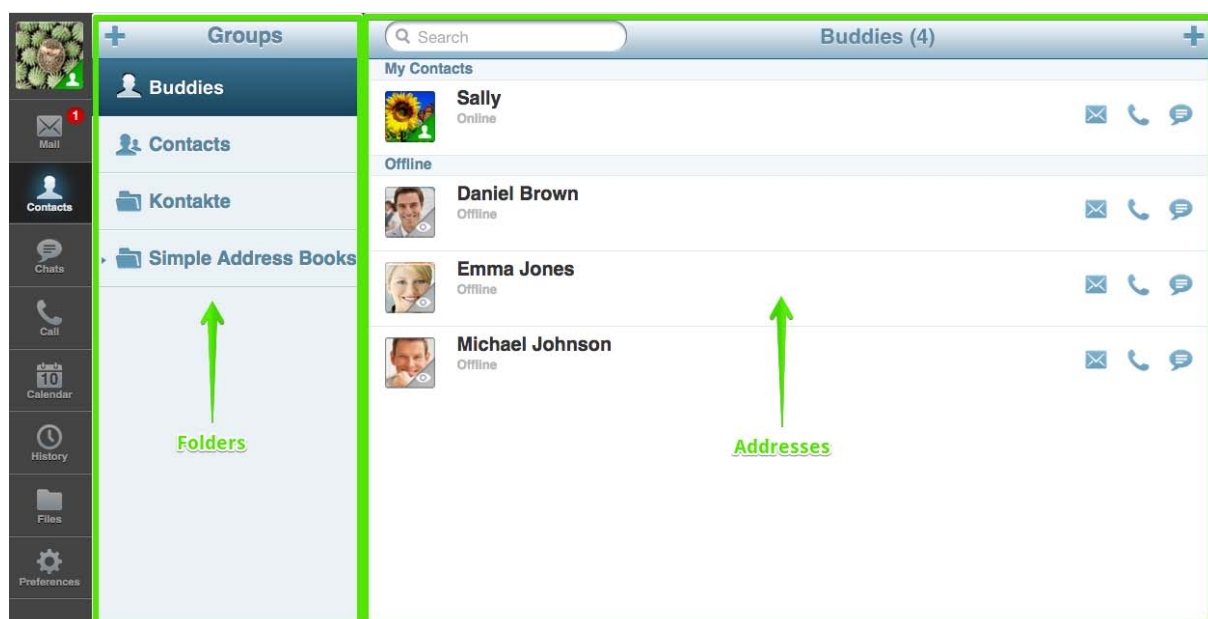 1
Mail
Contacts
Chats
Call
10
Calendar
History
Files
Preferences
Groups
Buddies
Contacts
Kontakte
Simple Address Books
Folders
Search
Buddies (4)
My Contacts
Sally
Online
Offline
Daniel Brown
Offline
Emma Jones
Offline
Michael Johnson
Offline
Addresses